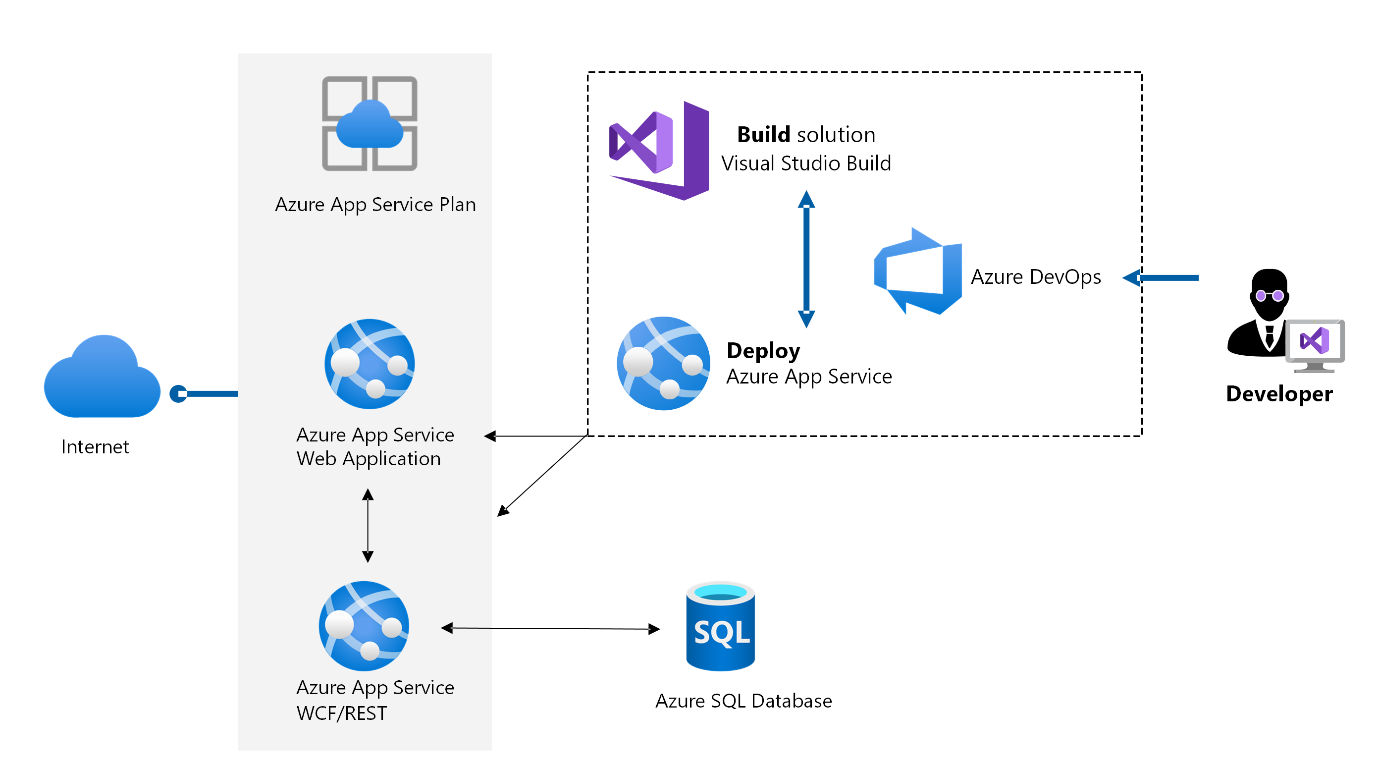 Azure App Service Plan
Internet
Azure App Service
Web Application
Azure App Service
WCF/REST
Build solution
Visual Studio Build
Azure DevOps
Deploy
Azure App Service
Developer
SQL
Azure SQL Database